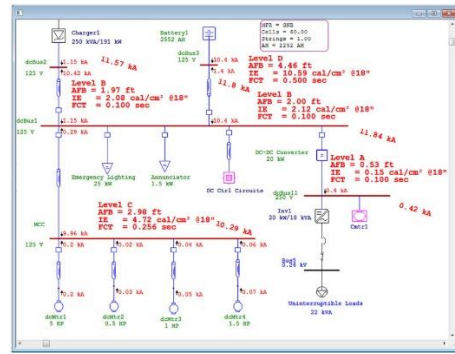 Charger1
250 kVA/191 kW
Battery1
2552 AH
MFR = GNB
Cells = 60.00
Strings = 1.00
AH = 2252 AH
dcBus2
125 V
1.15 kA
11.57 kA
10.42 kA
dcBus3
125 V
10.4 kA
1.4 kA
11.8 kA
Level D
AFB = 4.46 ft
IE = 10.59 cal/cm² @18"
FCT = 0.500 sec
Level B
AFB = 1.97 ft
IE = 2.08 cal/cm² @18"
FCT = 0.100 sec
Level B
AFB = 2.00 ft
IE = 2.12 cal/cm² @18"
FCT = 0.100 sec
dcBus1
125 V
1.15 kA
0.29 kA
10.4 kA
11.84 kA
Emergency Lighting
25 kW
Annunciator
1.5 kW
DC Ctrl Circuits
DC-DC Converter
20 kW
Level A
AFB = 0.53 ft
IE = 0.15 cal/cm² @18"
FCT = 0.100 sec
dcBus11
250 V
0.4 kA
0.42 kA
Level C
AFB = 2.98 ft
IE = 4.72 cal/cm² @18"
FCT = 0.256 sec
10.29 kA
Inv1
20 kW/18 kVA
Cmtr1
MCC
125 V
9.96 kA
0.2 kA
0.02 kA
0.04 kA
0.06 kA
Bus5
0.24 kV
0.2 kA
0.03 kA
0.05 kA
0.07 kA
Uninterruptible Loads
22 kVA
dcMtr1
5 HP
dcMtr2
0.5 HP
dcMtr3
1 HP
dcMtr4
1.5 HP